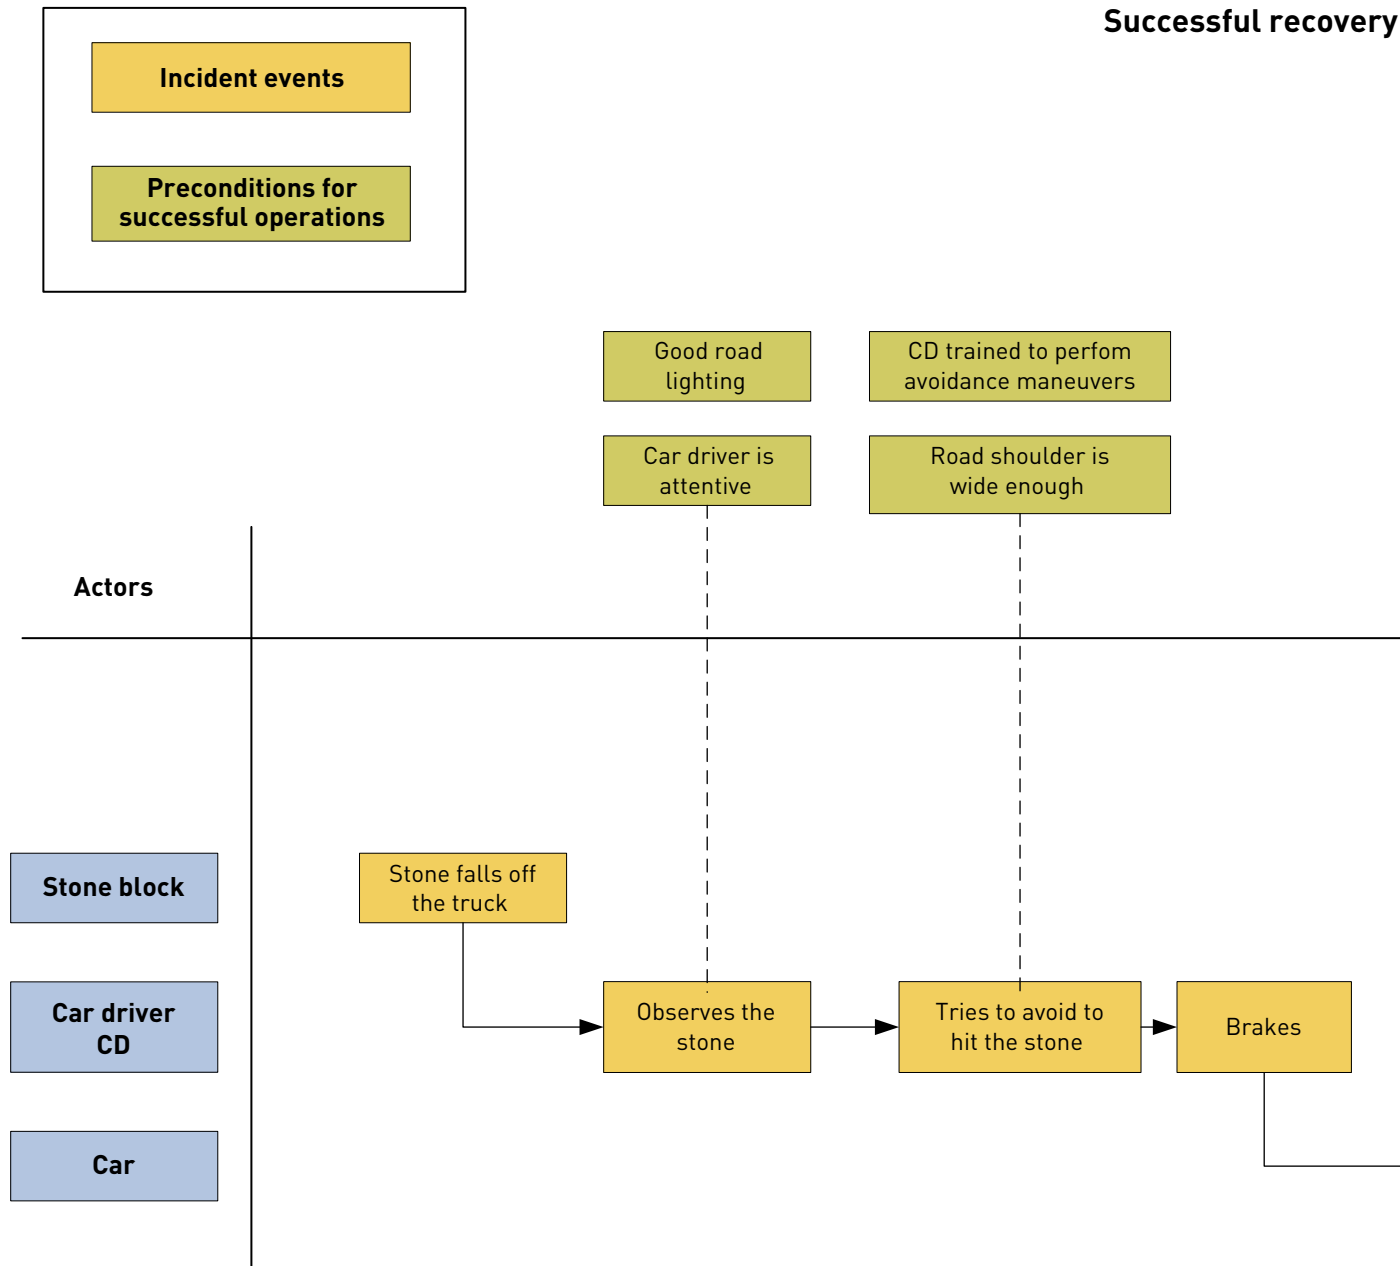 Successful recovery
Incident events
Preconditions for
successful operations
Good road
lighting
CD trained to perfom
avoidance maneuvers
Car driver is
attentive
Road shoulder is
wide enough
Actors
Stone block
Stone falls off
the truck
Car driver
CD
Observes the
stone
Tries to avoid to
hit the stone
Brakes
Car